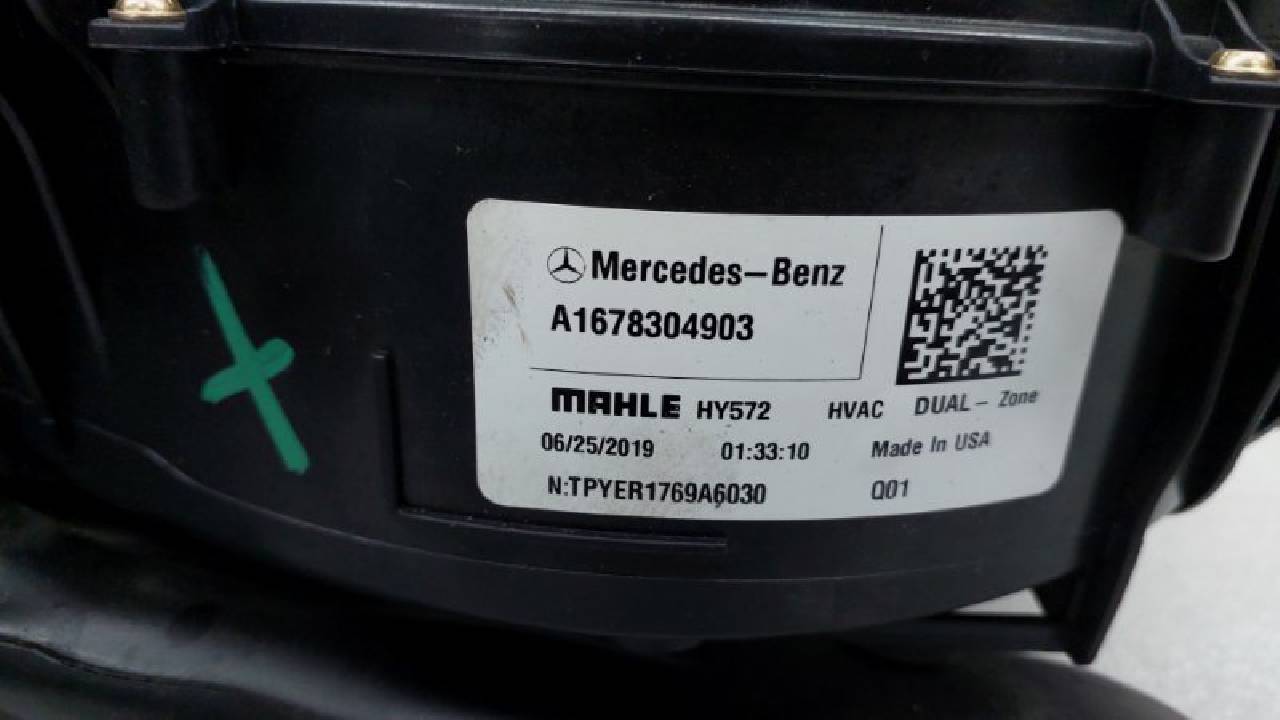 Mercedes-Benz
A1678304903
MAHLE HY572 HVAC DUAL - Zone
06/25/2019 01:33:10 Made In USA
N:TPYER1769A6030 Q01